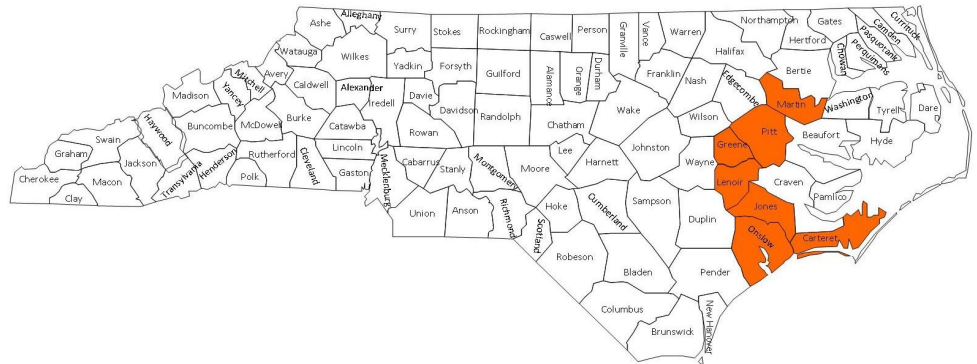 Ashe
Alleghany
Surry
Stokes
Rockingham
Caswell
Person
Granville
Vance
Warren
Northampton
Gates
Currituck
Camden
Pasquotank
Perquimans
Chowan
Hertford
Halifax
Bertie
Watauga
Wilkes
Yadkin
Forsyth
Guilford
Alamance
Orange
Durham
Franklin
Nash
Edgecombe
Martin
Washington
Tyrell
Dare
Avery
Mitchell
Yancey
Madison
Caldwell
Alexander
Iredell
Davie
Davidson
Randolph
Chatham
Wake
Wilson
Pitt
Beaufort
Hyde
Haywood
Buncombe
McDowell
Burke
Catawba
Rowan
Lincoln
Johnston
Greene
Wayne
Swain
Graham
Jackson
Transylvania
Henderson
Rutherford
Polk
Cleveland
Gaston
Mecklenburg
Cabarrus
Stanly
Montgomery
Moore
Lee
Harnett
Lenoir
Craven
Pamlico
Cherokee
Macon
Clay
Union
Anson
Richmond
Scotland
Hoke
Cumberland
Sampson
Duplin
Jones
Onslow
Carteret
Robeson
Bladen
Pender
Columbus
Brunswick
New Hanover